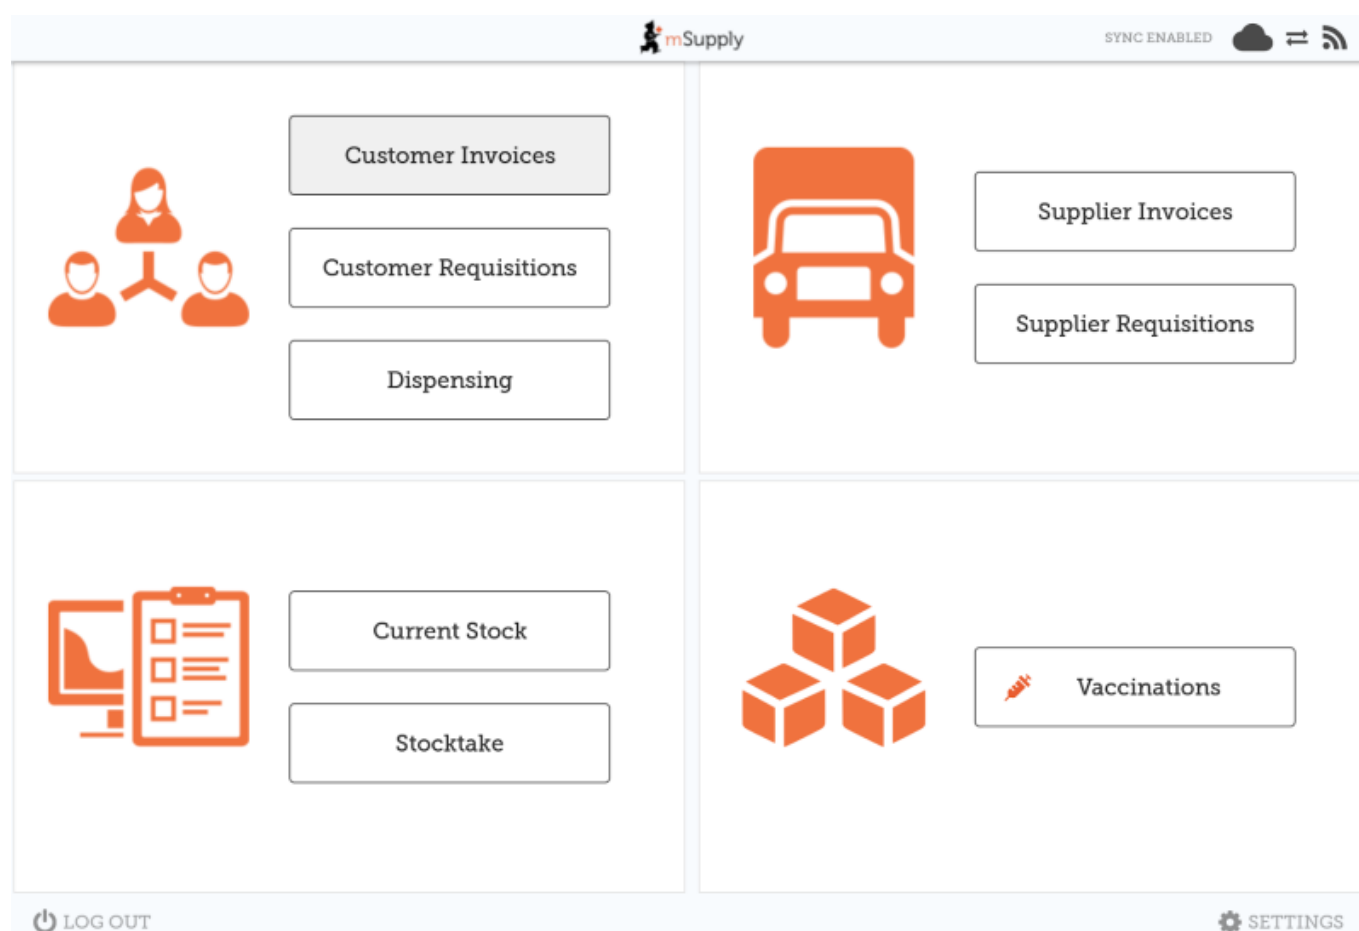 mSupply
SYNC ENABLED
Customer Invoices
Customer Requisitions
Dispensing
Supplier Invoices
Supplier Requisitions
Current Stock
Stocktake
Vaccinations
LOG OUT
SETTINGS